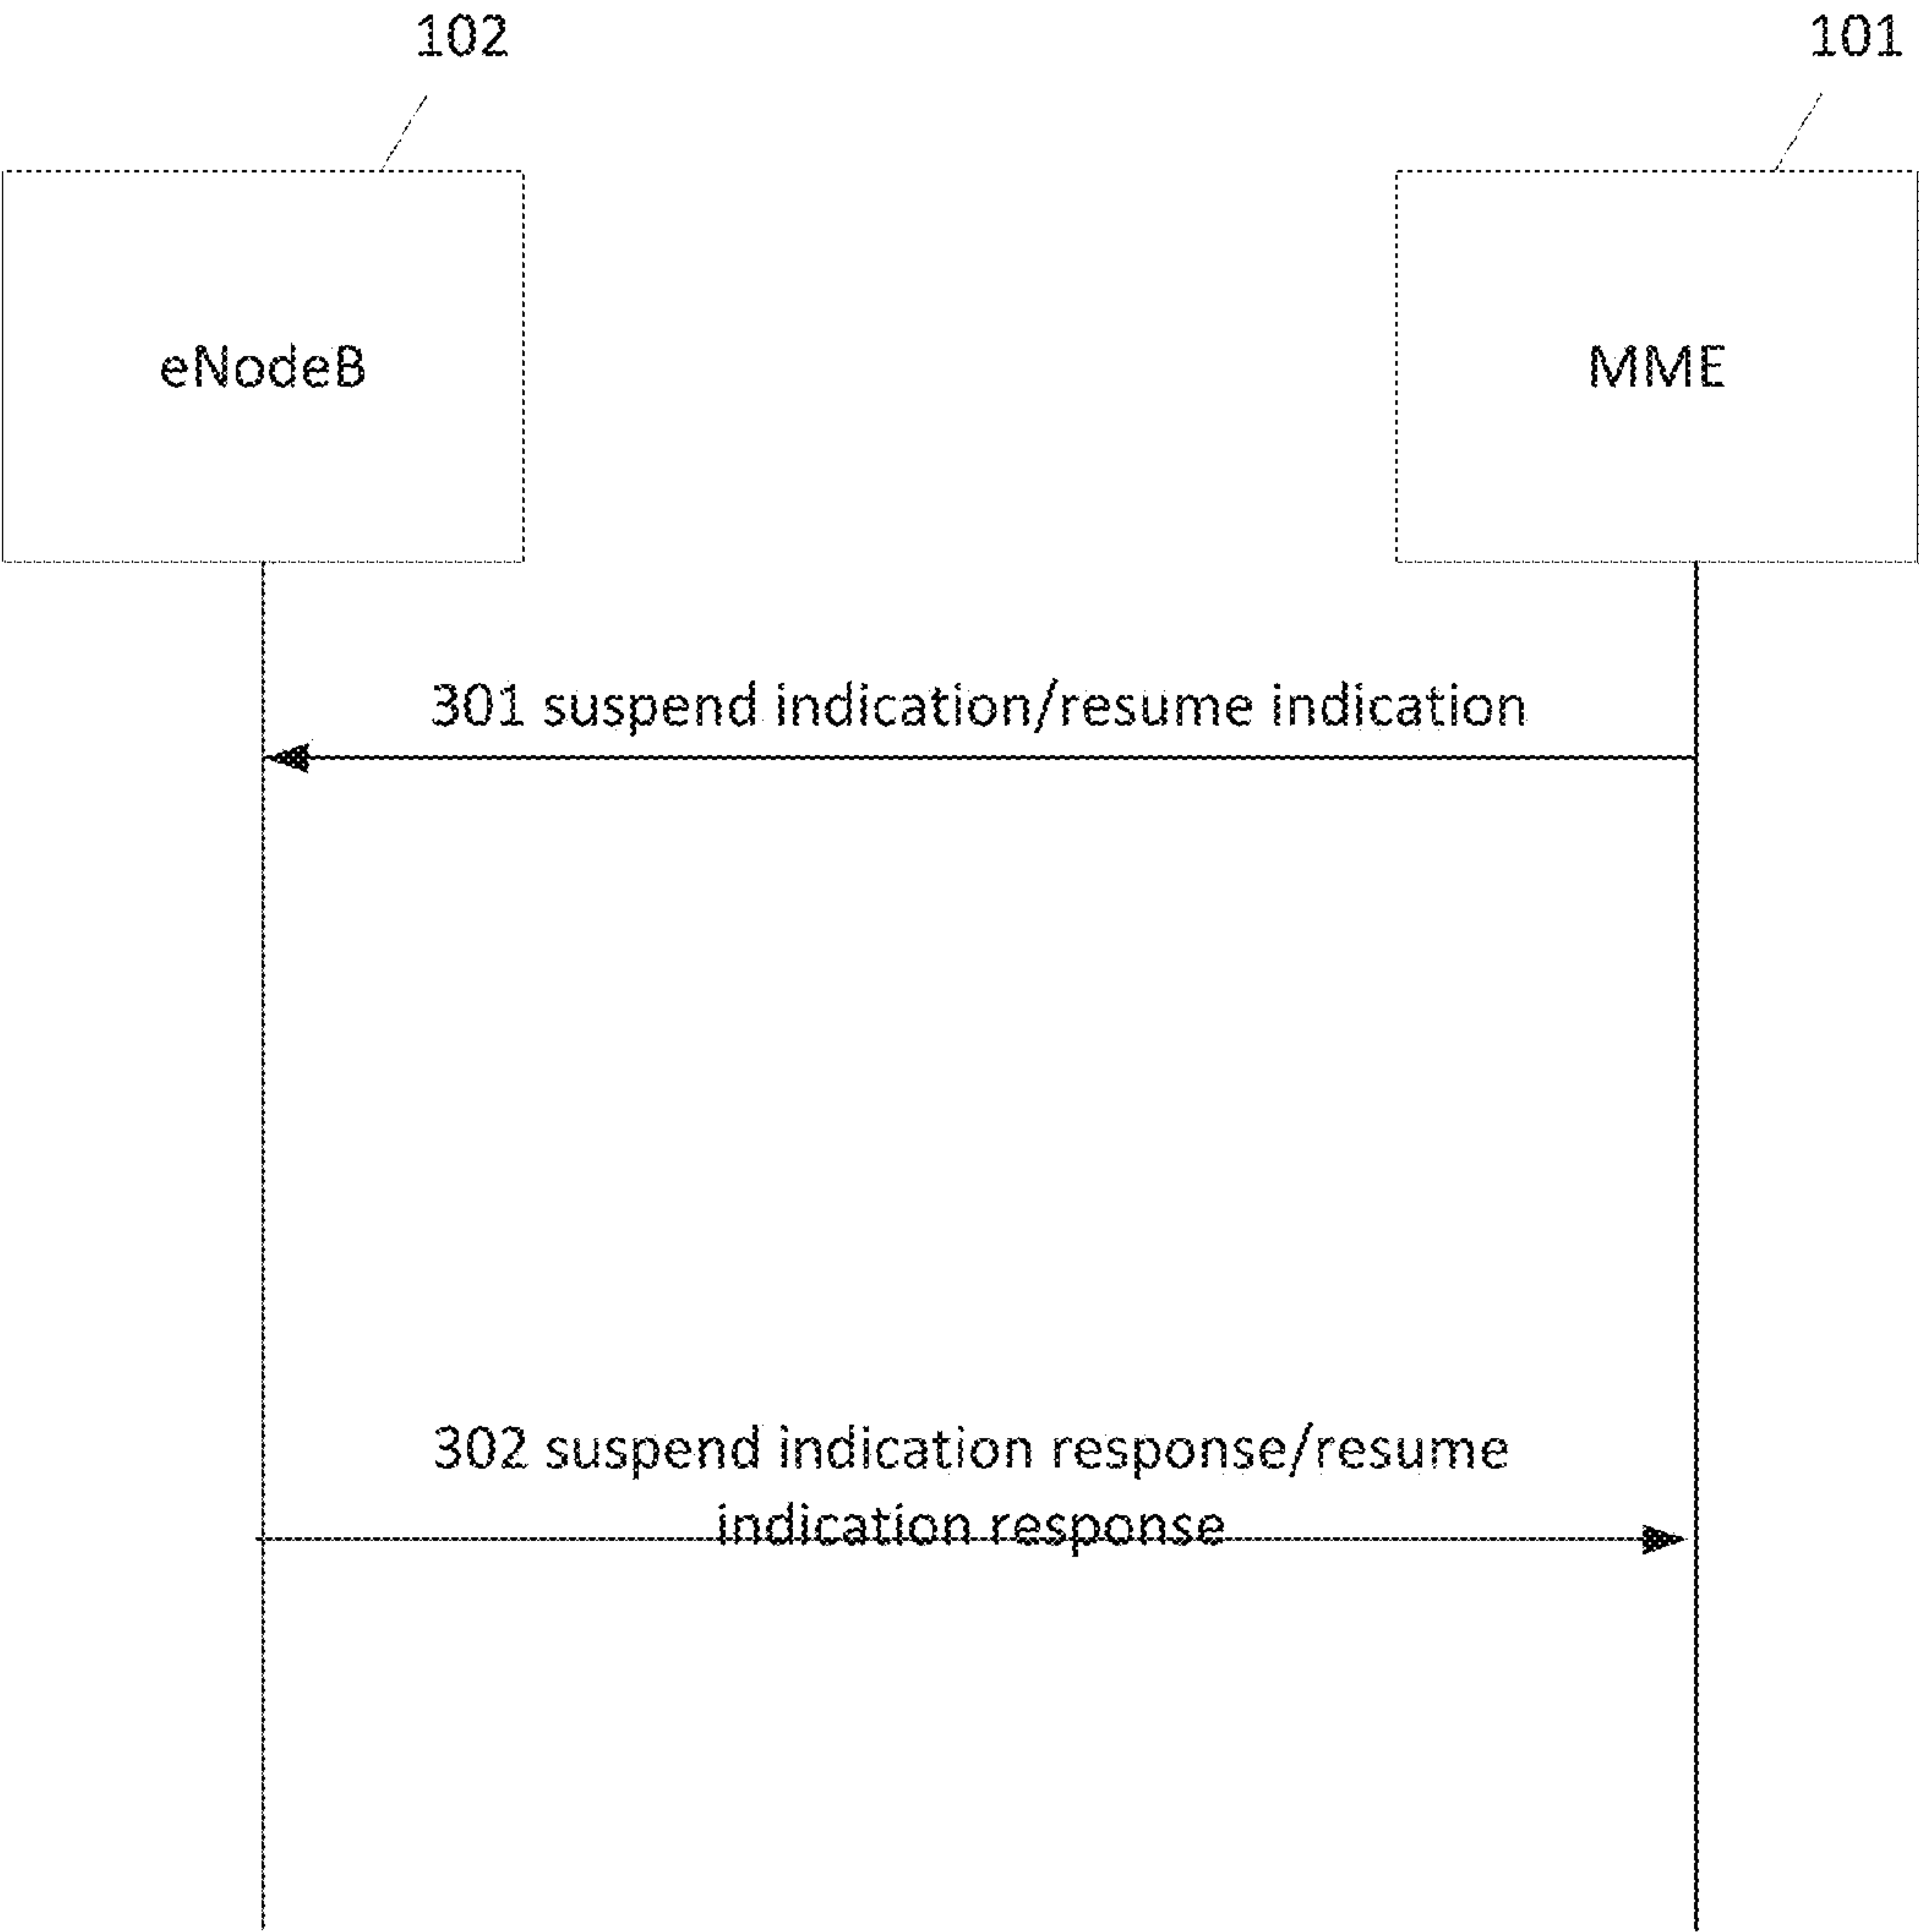 102
101
eNodeB
MME
301 suspend indication/resume indication
302 suspend indication response/resume
indication response